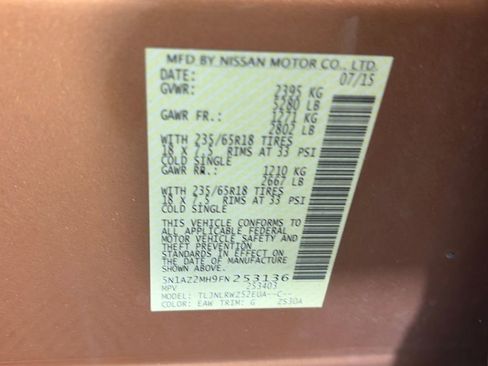 MFD BY NISSAN MOTOR CO., LTD.
DATE: 07/15
GVWR: 2395 KG
5280 LB
GAWR FR.: 1271 KG
2802 LB
WITH 235/65R18 TIRES
18 X 7.5 RIMS AT 33 PSI
COLD SINGLE
GAWR RR.: 1210 KG
2667 LB
WITH 235/65R18 TIRES
18 X 7.5 RIMS AT 33 PSI
COLD SINGLE
THIS VEHICLE CONFORMS TO
ALL APPLICABLE FEDERAL
MOTOR VEHICLE SAFETY AND
THEFT PREVENTION
STANDARDS IN EFFECT
ON THE DATE OF
MANUFACTURE SHOWN ABOVE.
5N1AZ2MH9FN253136
MPV 253403
TLJNLRWZ52EUA--C--
COLOR: EAW TRIM: G 2530A